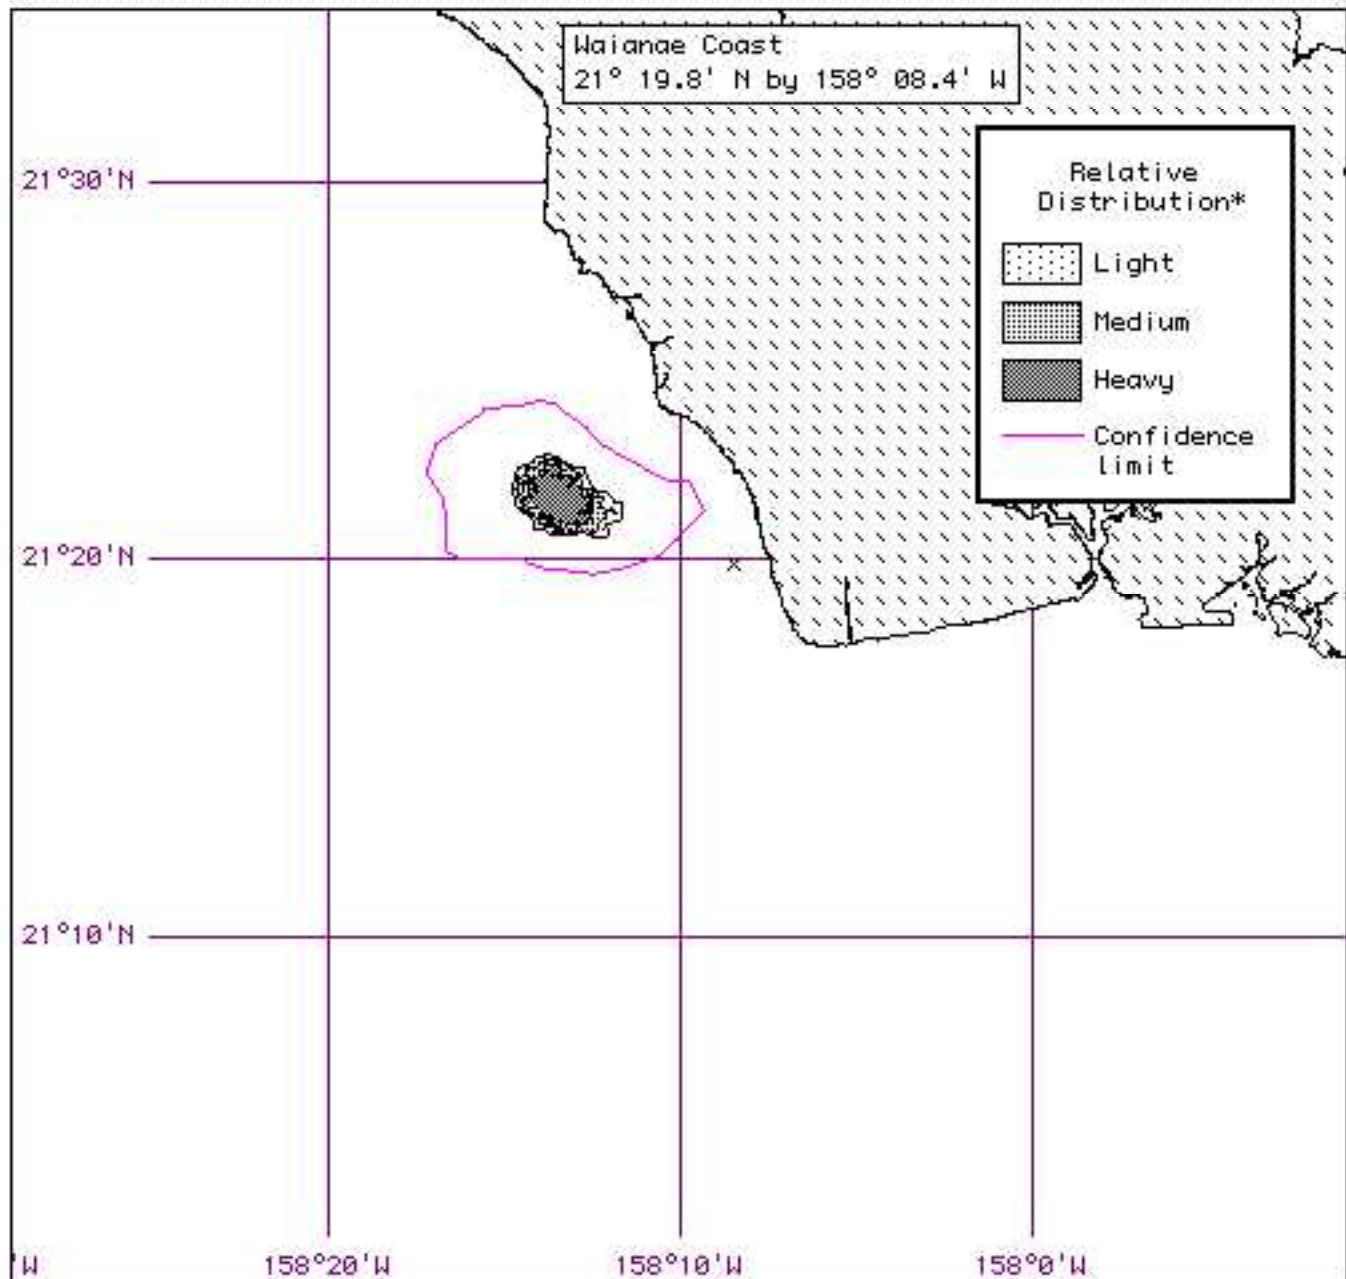 Waianae Coast
21° 19.8' N by 158° 08.4' W
21°30'N
Relative
Distribution*
Light
Medium
Heavy
Confidence
limit
21°20'N
21°10'N
'W
158°20'W
158°10'W
158°0'W